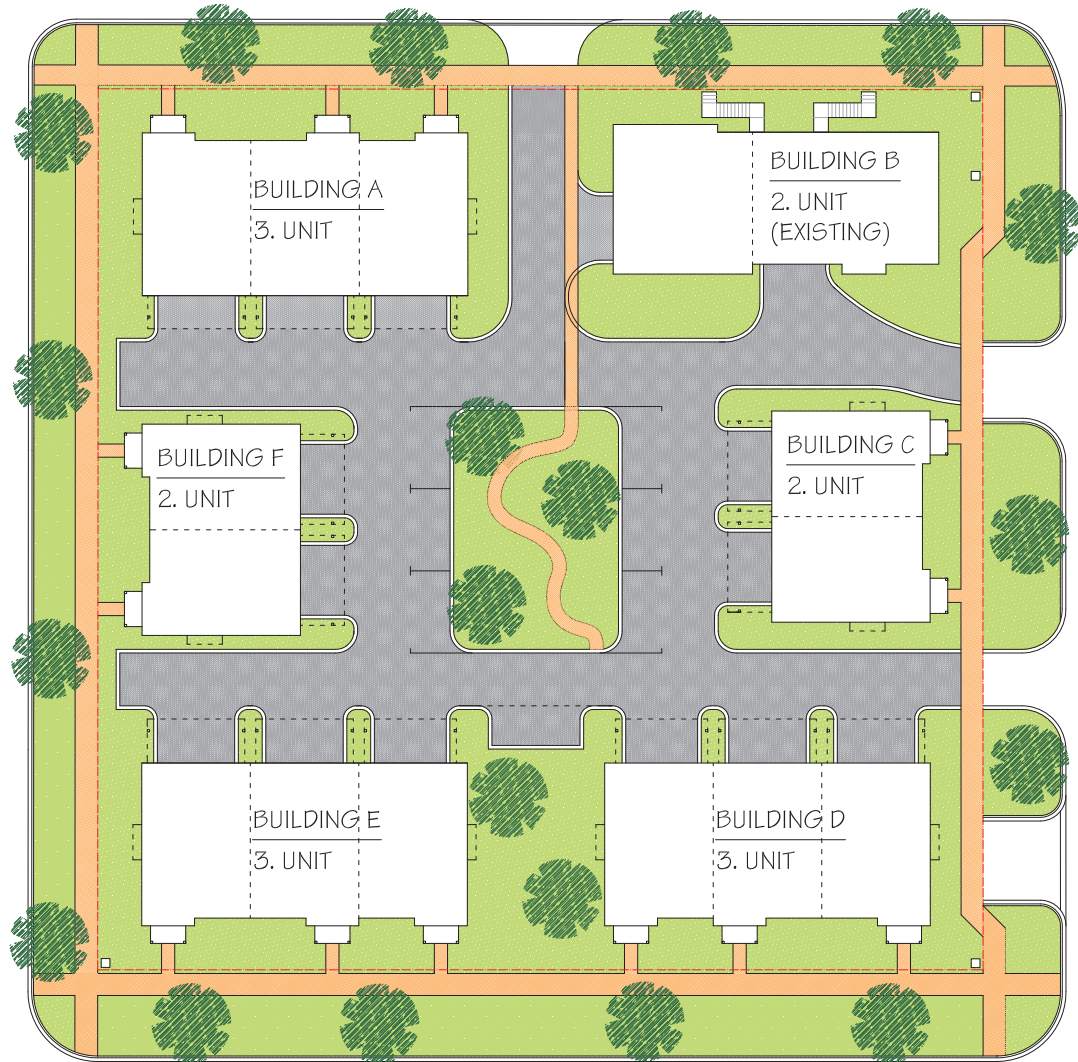 BUILDING A
3. UNIT
BUILDING B
2. UNIT
(EXISTING)
BUILDING F
2. UNIT
BUILDING C
2. UNIT
BUILDING E
3. UNIT
BUILDING D
3. UNIT